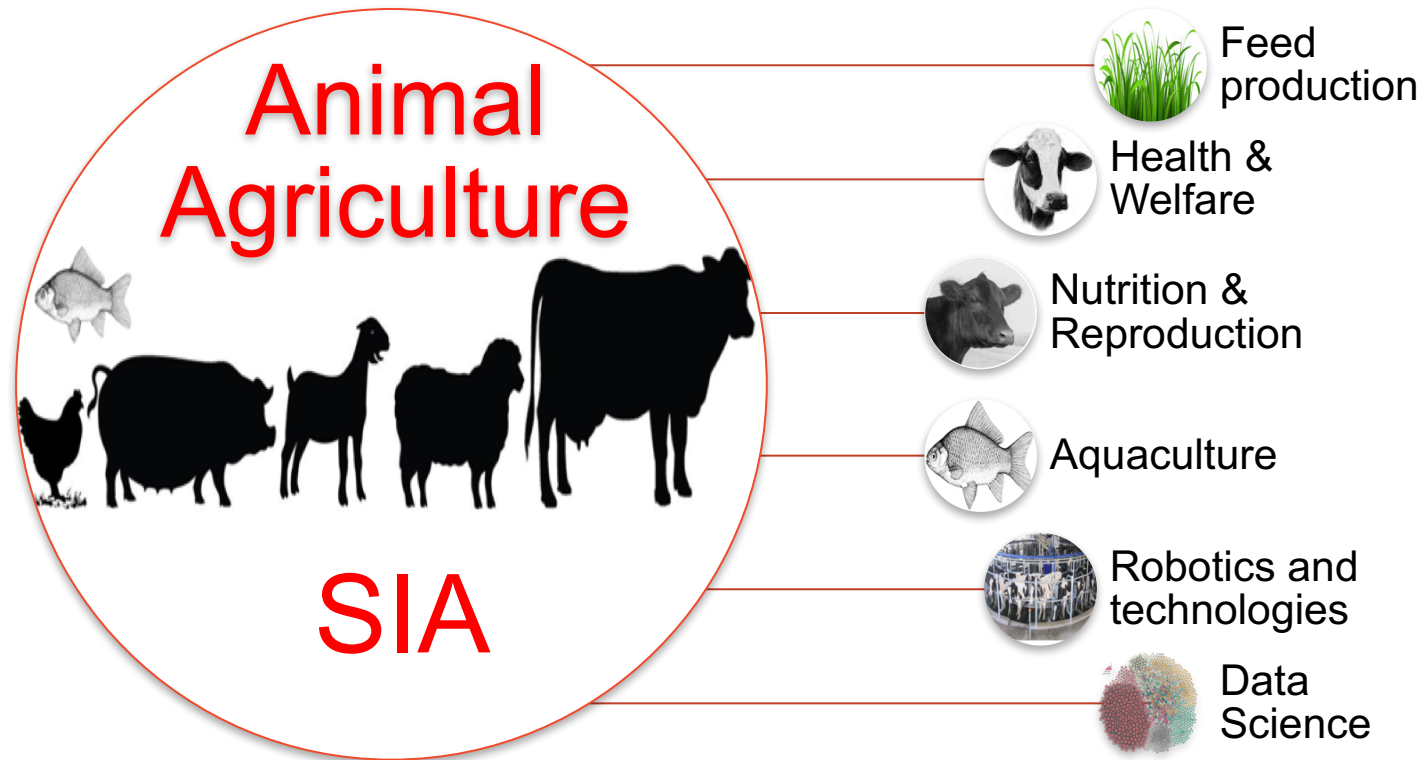 Animal
Agriculture
SIA
Feed
production
Health &
Welfare
Nutrition &
Reproduction
Aquaculture
Robotics and
technologies
Data
Science